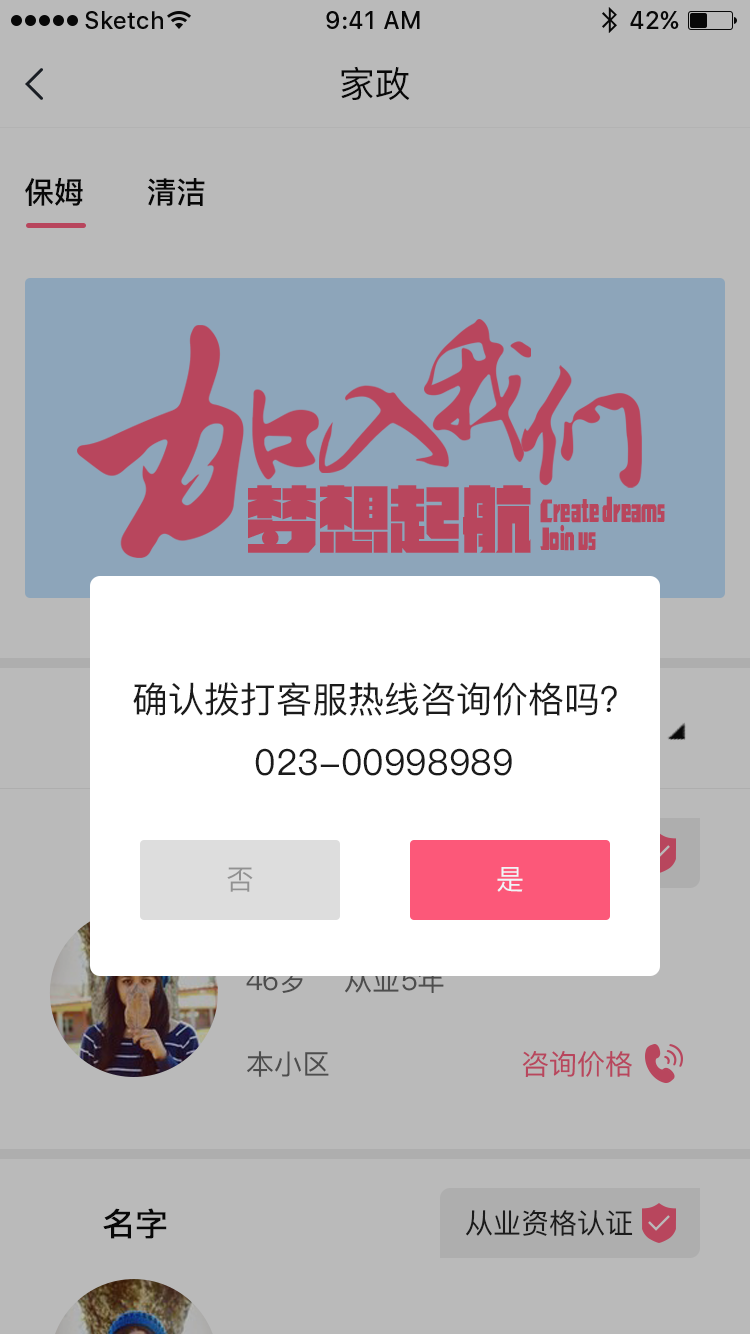 Sketch 9:41 AM 42%
家政
保姆 清洁
加入我们
梦想起航 Create dreams
Join us
确认拨打客服热线咨询价格吗?
023-00998989
否 是
46岁 从业5年
本小区 咨询价格
名字 从业资格认证